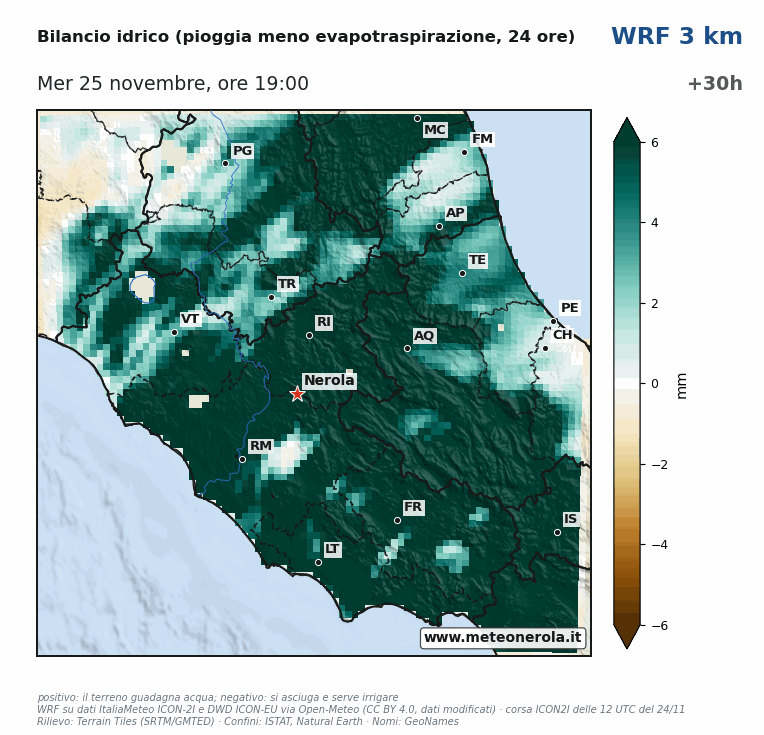 Bilancio idrico (pioggia meno evapotraspirazione, 24 ore)
WRF 3 km
Mer 25 novembre, ore 19:00
+30h
MC
FM
PG
AP
TE
TR
PE
VT
RI
AQ
CH
Nerola
RM
FR
IS
LT
6
4
2
0
−2
−4
−6
mm
www.meteonerola.it
positivo: il terreno guadagna acqua; negativo: si asciuga e serve irrigare
WRF su dati ItaliaMeteo ICON-2I e DWD ICON-EU via Open-Meteo (CC BY 4.0, dati modificati) · corsa ICON2I delle 12 UTC del 24/11
Rilievo: Terrain Tiles (SRTM/GMTED) · Confini: ISTAT, Natural Earth · Nomi: GeoNames